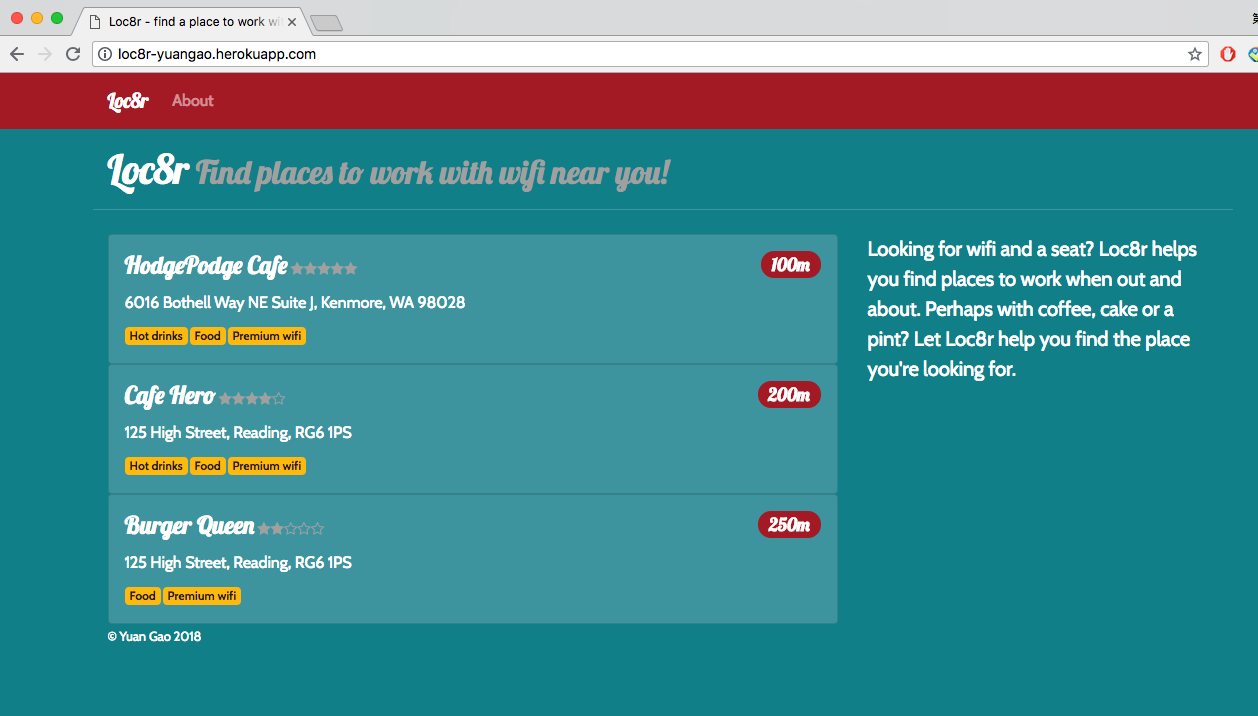 Loc8r - find a place to work wi
loc8r-yuangao.herokuapp.com
Loc8r About
Loc8r Find places to work with wifi near you!
HodgePodge Cafe 100m
6016 Bothell Way NE Suite J, Kenmore, WA 98028
Hot drinks Food Premium wifi
Cafe Hero 200m
125 High Street, Reading, RG6 1PS
Hot drinks Food Premium wifi
Burger Queen 250m
125 High Street, Reading, RG6 1PS
Food Premium wifi
© Yuan Gao 2018
Looking for wifi and a seat? Loc8r helps
you find places to work when out and
about. Perhaps with coffee, cake or a
pint? Let Loc8r help you find the place
you're looking for.